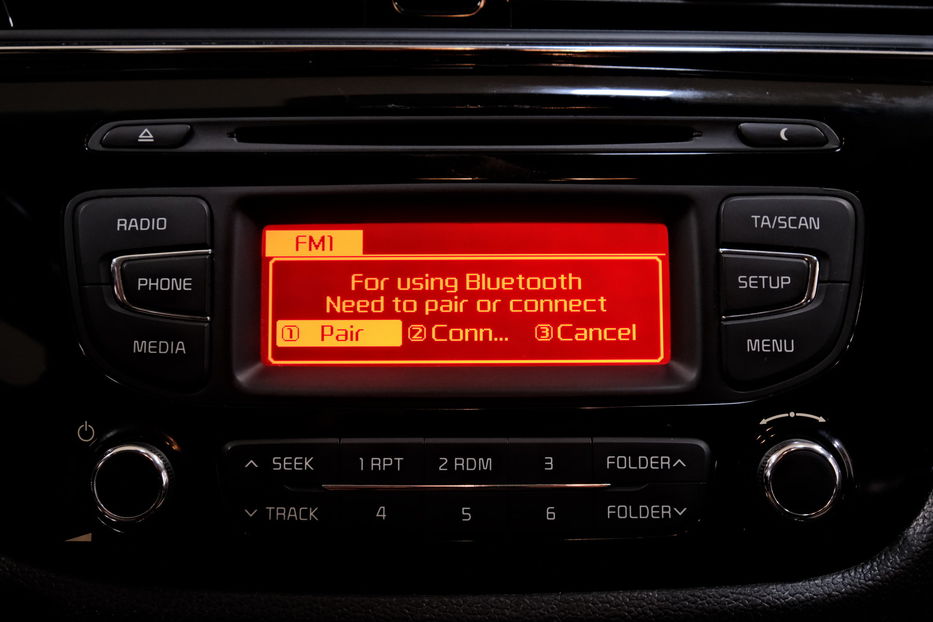 RADIO
PHONE
MEDIA
FM1
For using Bluetooth
Need to pair or connect
1 Pair 2 Conn... 3 Cancel
TA/SCAN
SETUP
MENU
SEEK 1 RPT 2 RDM 3 FOLDER
TRACK 4 5 6 FOLDER